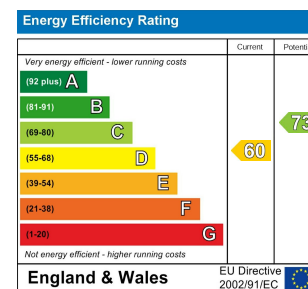 Energy Efficiency Rating
Current Potenti
Very energy efficient - lower running costs
(92 plus) A
(81-91) B
(69-80) C
73
(55-68) D
60
(39-54) E
(21-38) F
(1-20) G
Not energy efficient - higher running costs
England & Wales
EU Directive
2002/91/EC